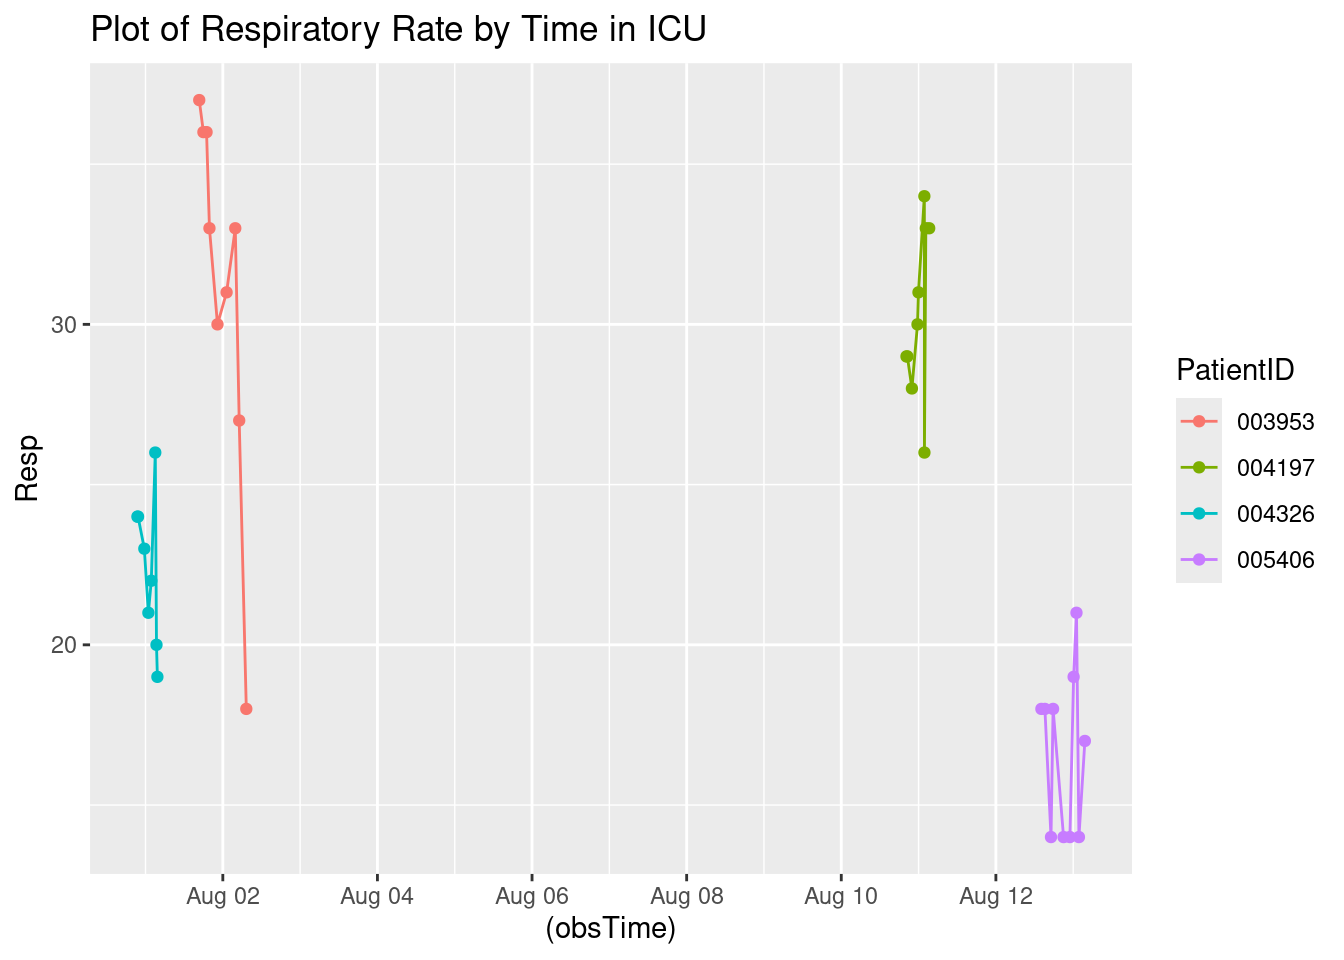 Plot of Respiratory Rate by Time in ICU
Resp
30
20
Aug 02 Aug 04 Aug 06 Aug 08 Aug 10 Aug 12
(obsTime)
PatientID
003953
004197
004326
005406